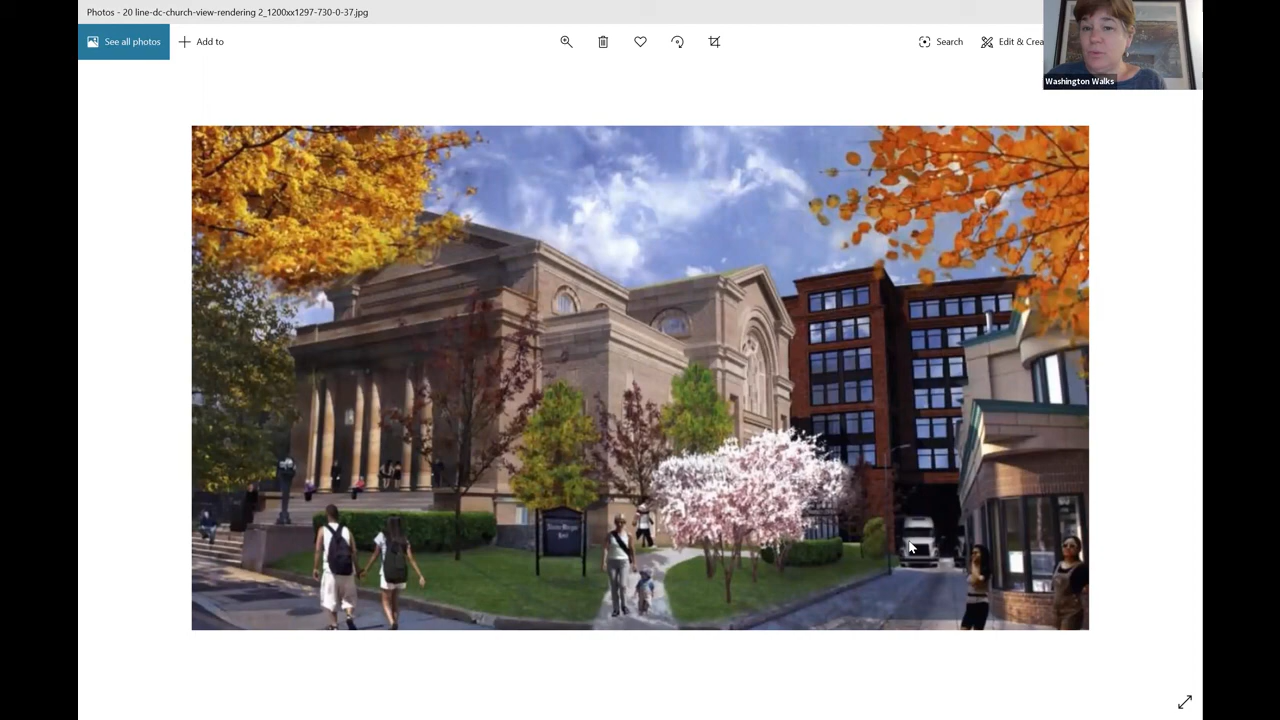 Photos - 20 line-dc-church-view-rendering 2_1200xx1297-730-0-37.jpg
See all photos
Add to
Search
Edit & Crea
Washington Walks